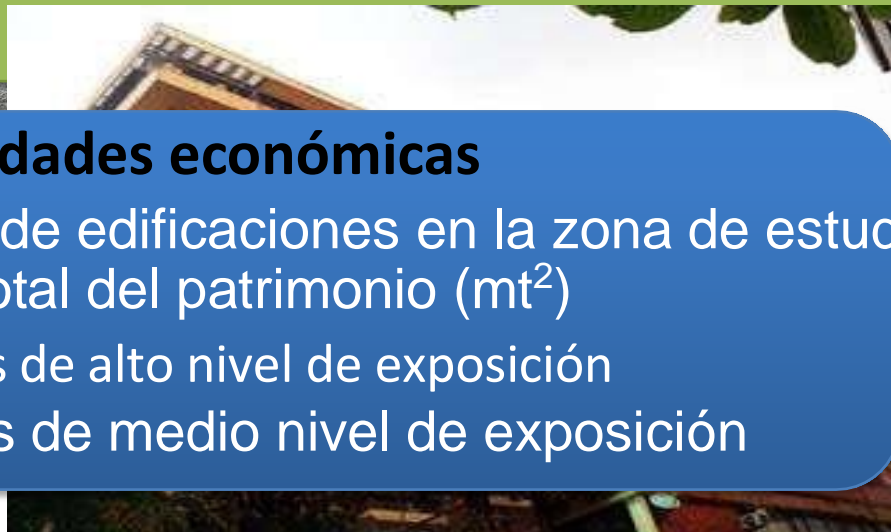 dades económicas
de edificaciones en la zona de estuc
otal del patrimonio (mt²)
s de alto nivel de exposición
s de medio nivel de exposición